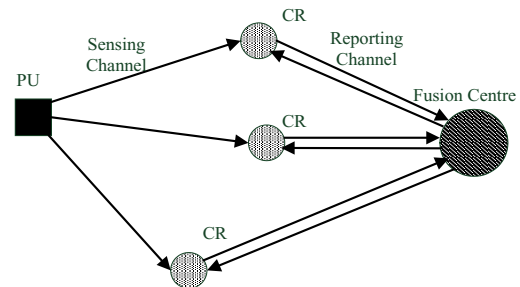 CR
Sensing
Channel
Reporting
Channel
PU
Fusion Centre
CR
CR